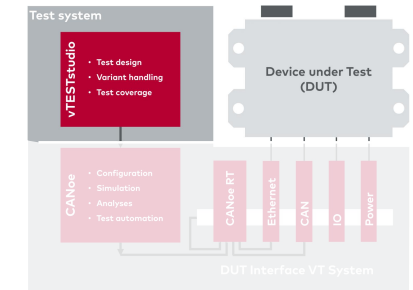 Test system
vTESTstudio
• Test design
• Variant handling
• Test coverage
Device under Test
(DUT)
CANoe
• Configuration
• Simulation
• Analyses
• Test automation
CANoe RT
Ethernet
CAN
IO
Power
DUT Interface VT System